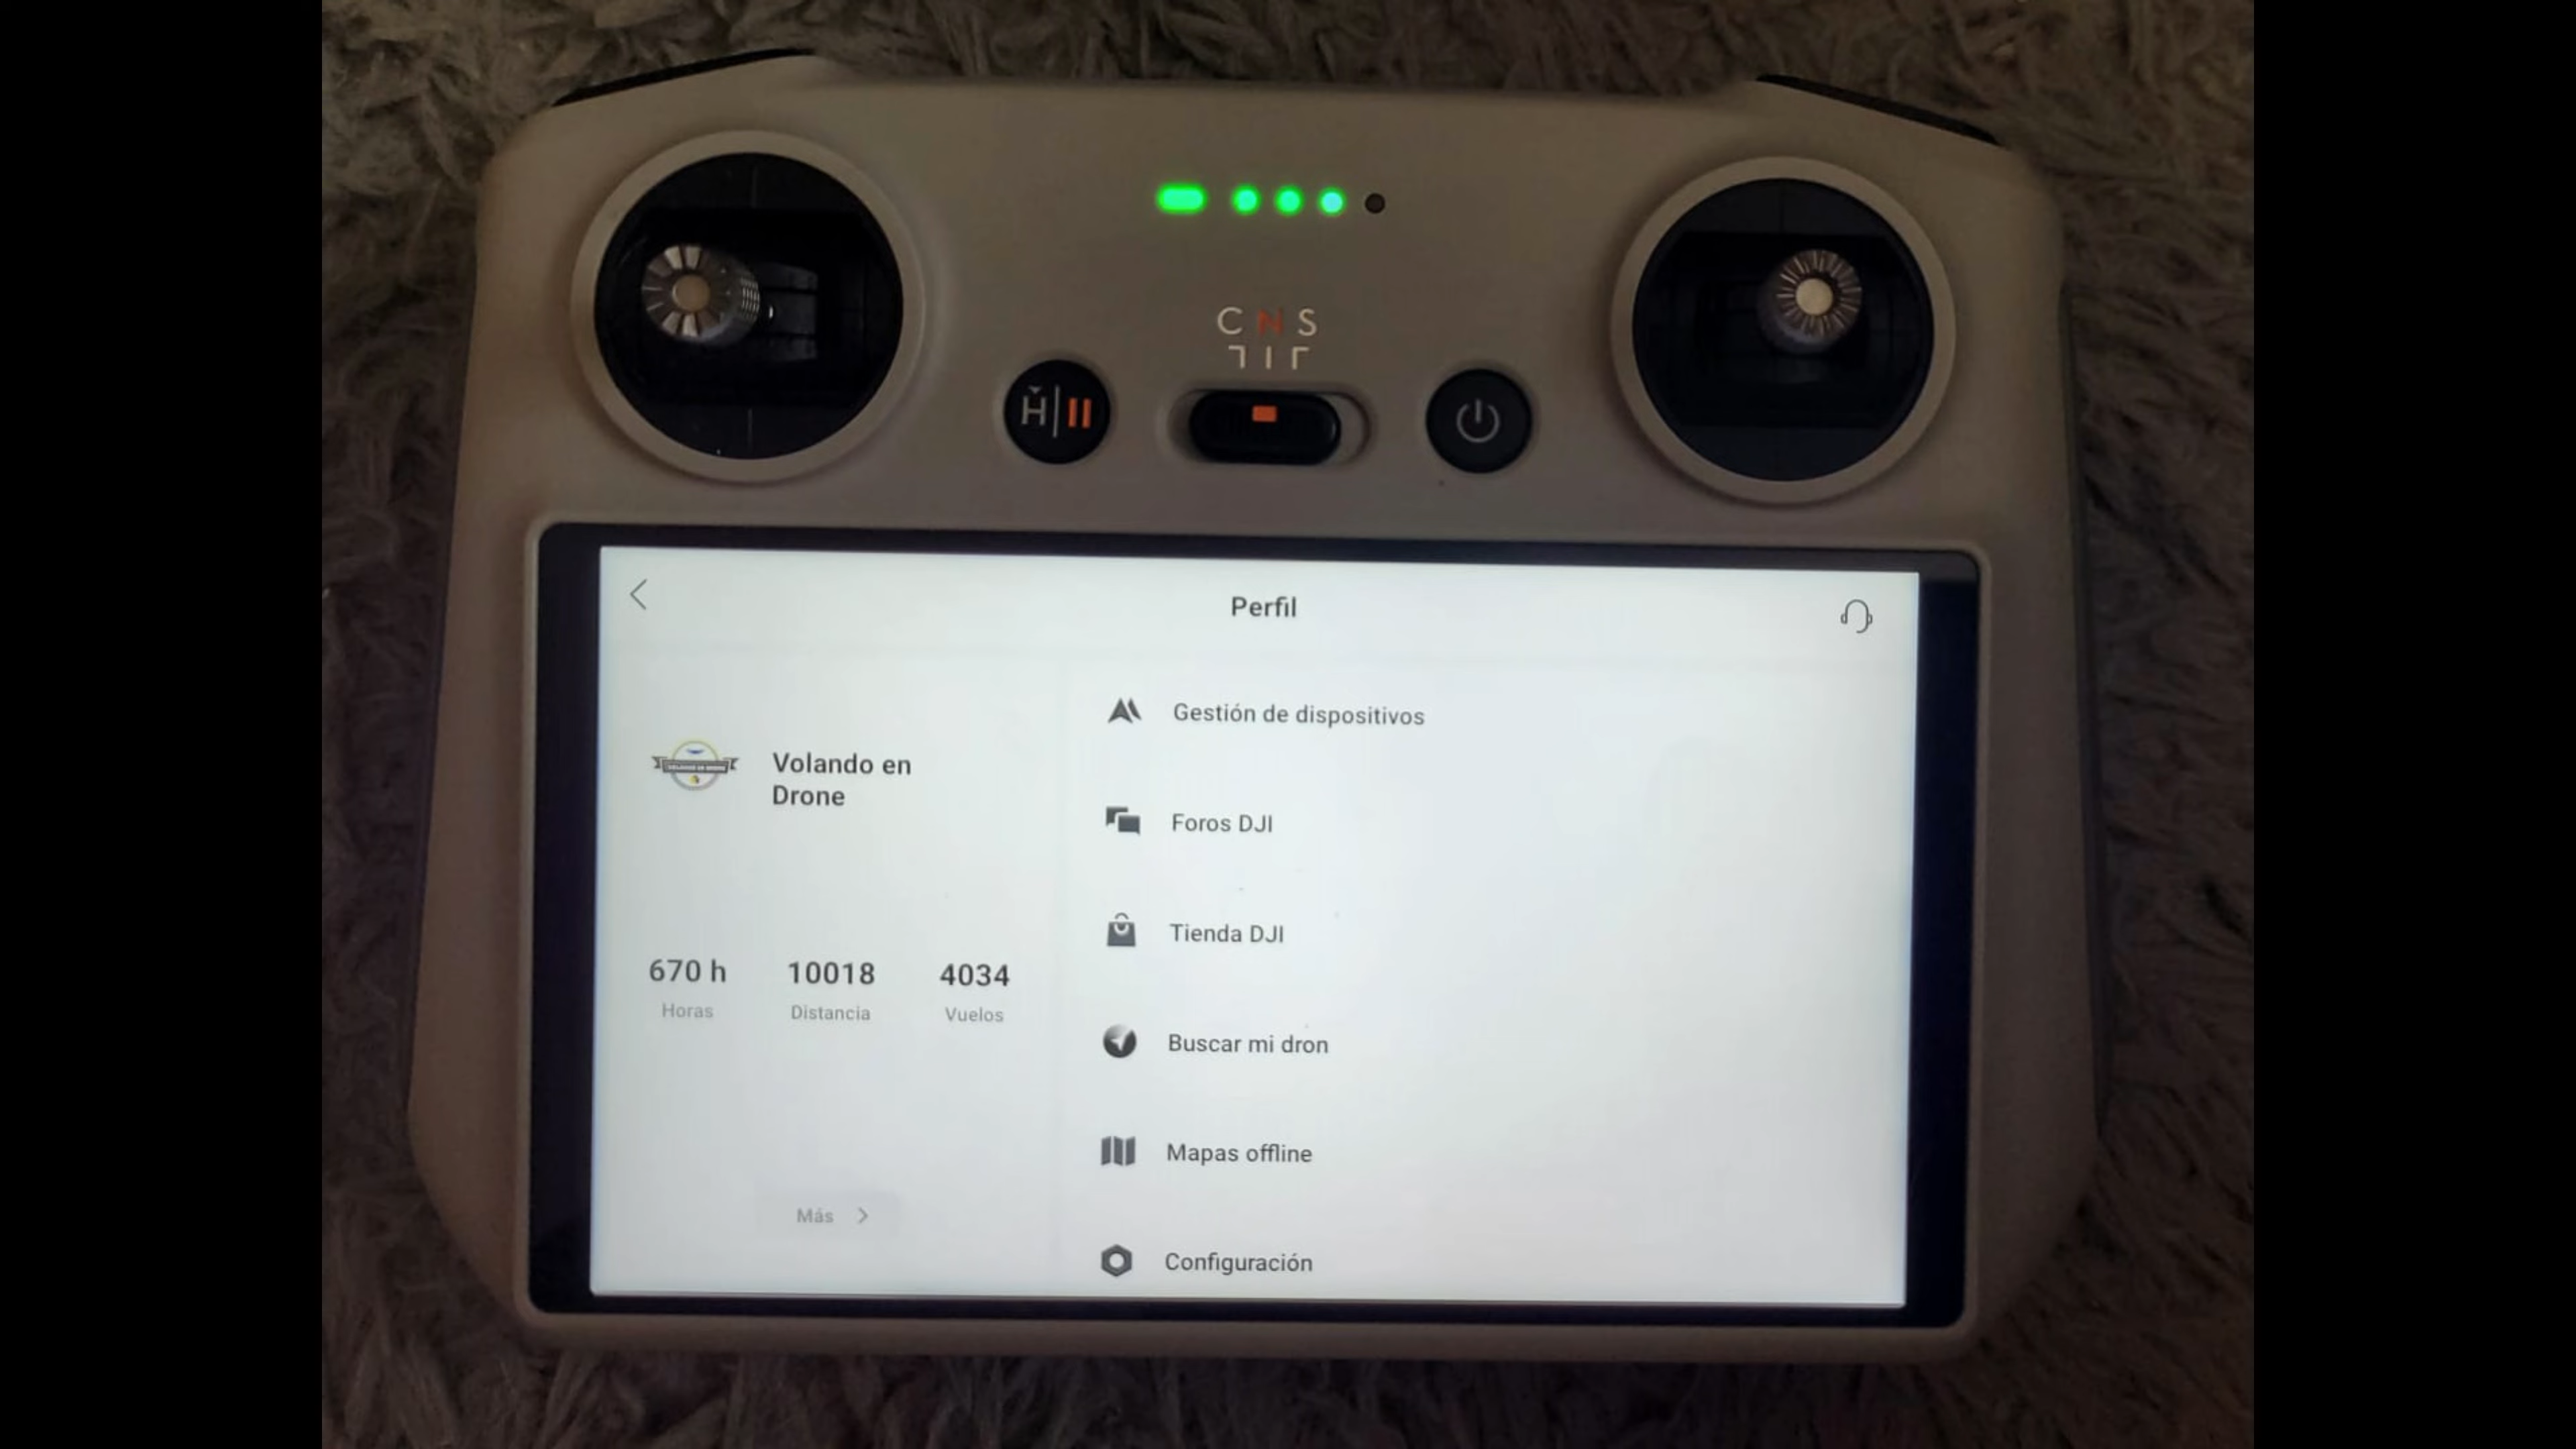 C N S
H
Perfil
Volando en
Drone
670 h 10018 4034
Horas Distancia Vuelos
Más
Gestión de dispositivos
Foros DJI
Tienda DJI
Buscar mi dron
Mapas offline
Configuración